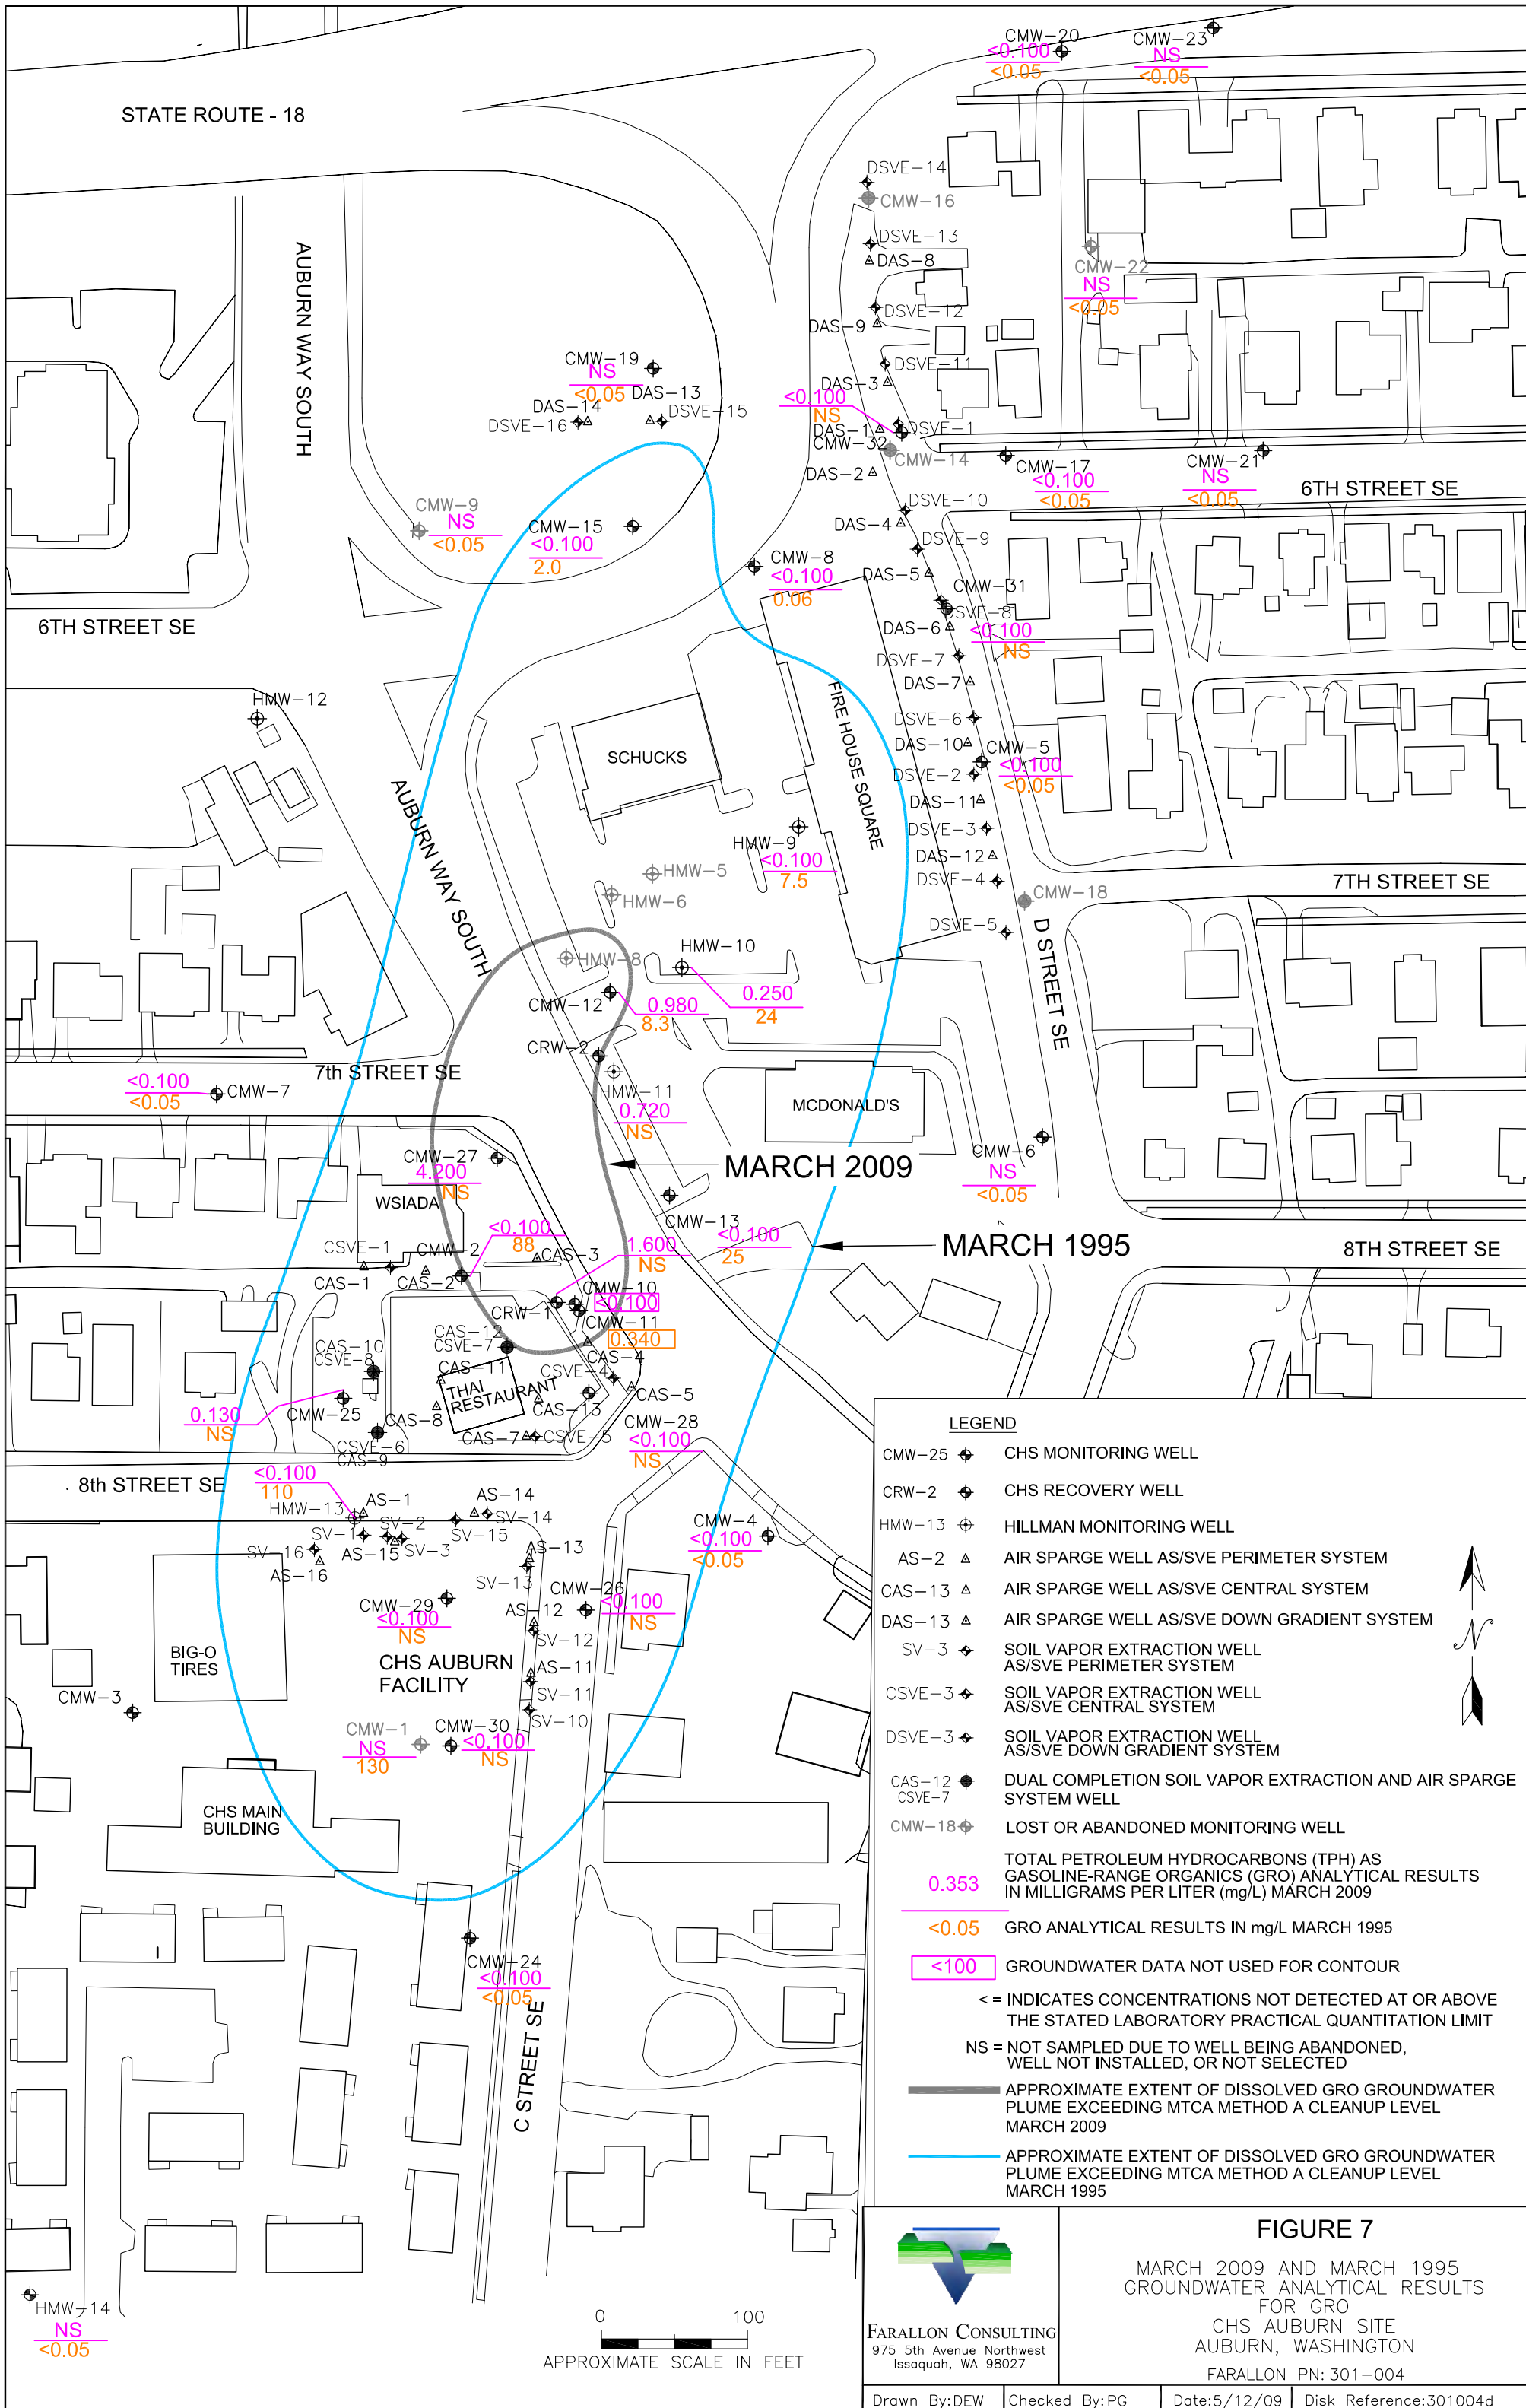 CMW-20
<0.100
<0.05
CMW-23
NS
<0.05
STATE ROUTE - 18
AUBURN WAY SOUTH
DSVE-14
CMW-16
DSVE-13
DAS-8
CMW-22
NS
<0.05
DSVE-12
DAS-9
DSVE-11
DAS-3
CMW-19
NS
<0.05
DAS-13
DAS-14
DSVE-16
DSVE-15
<0.100
NS
DSVE-1
DAS-1
CMW-32
CMW-14
DAS-2
CMW-17
<0.100
<0.05
CMW-21
NS
<0.05
6TH STREET SE
CMW-9
NS
<0.05
CMW-15
<0.100
2.0
DSVE-10
DAS-4
DSVE-9
CMW-8
<0.100
0.06
DAS-5
CMW-31
DSVE-8
DAS-6
<0.100
NS
6TH STREET SE
DSVE-7
DAS-7
HMW-12
FIRE HOUSE SQUARE
DSVE-6
DAS-10
CMW-5
<0.100
<0.05
SCHUCKS
DSVE-2
DAS-11
AUBURN WAY SOUTH
DSVE-3
HMW-9
<0.100
7.5
DAS-12
DSVE-4
7TH STREET SE
HMW-5
HMW-6
CMW-18
DSVE-5
D STREET SE
HMW-8
HMW-10
0.250
24
CMW-12
0.980
8.3
CRW-2
7th STREET SE
<0.100
<0.05
CMW-7
HMW-11
0.720
NS
MCDONALD'S
CMW-27
4.200
NS
MARCH 2009
CMW-6
NS
<0.05
WSIADA
CMW-13
<0.100
25
MARCH 1995
8TH STREET SE
<0.100
88
CSVE-1
CMW-2
CAS-3
1.600
NS
CAS-1
CAS-2
CMW-10
<0.100
CRW-1
CMW-11
0.340
CAS-12
CSVE-7
CAS-10
CSVE-8
CAS-4
CSVE-4
CAS-11
THAI
RESTAURANT
CAS-5
CAS-13
0.130
NS
CMW-25
CAS-8
CMW-28
<0.100
NS
CAS-7
CSVE-5
CSVE-6
CAS-9
8th STREET SE
<0.100
110
HMW-13
AS-1
AS-14
SV-14
SV-1
SV-2
SV-15
SV-3
AS-15
SV-16
AS-16
AS-13
SV-13
CMW-4
<0.100
<0.05
CMW-26
<0.100
NS
CMW-29
<0.100
NS
AS-12
SV-12
BIG-O
TIRES
CHS AUBURN
FACILITY
AS-11
SV-11
SV-10
CMW-3
CMW-1
NS
130
CMW-30
<0.100
NS
CHS MAIN
BUILDING
CMW-24
<0.100
<0.05
C STREET SE
HMW-14
NS
<0.05
0 100
APPROXIMATE SCALE IN FEET
LEGEND
CMW-25 CHS MONITORING WELL
CRW-2 CHS RECOVERY WELL
HMW-13 HILLMAN MONITORING WELL
AS-2 AIR SPARGE WELL AS/SVE PERIMETER SYSTEM
CAS-13 AIR SPARGE WELL AS/SVE CENTRAL SYSTEM
DAS-13 AIR SPARGE WELL AS/SVE DOWN GRADIENT SYSTEM
SV-3 SOIL VAPOR EXTRACTION WELL
AS/SVE PERIMETER SYSTEM
CSVE-3 SOIL VAPOR EXTRACTION WELL
AS/SVE CENTRAL SYSTEM
DSVE-3 SOIL VAPOR EXTRACTION WELL
AS/SVE DOWN GRADIENT SYSTEM
CAS-12 DUAL COMPLETION SOIL VAPOR EXTRACTION AND AIR SPARGE
CSVE-7 SYSTEM WELL
CMW-18 LOST OR ABANDONED MONITORING WELL
TOTAL PETROLEUM HYDROCARBONS (TPH) AS
0.353 GASOLINE-RANGE ORGANICS (GRO) ANALYTICAL RESULTS
IN MILLIGRAMS PER LITER (mg/L) MARCH 2009
<0.05 GRO ANALYTICAL RESULTS IN mg/L MARCH 1995
<100 GROUNDWATER DATA NOT USED FOR CONTOUR
< = INDICATES CONCENTRATIONS NOT DETECTED AT OR ABOVE
THE STATED LABORATORY PRACTICAL QUANTITATION LIMIT
NS = NOT SAMPLED DUE TO WELL BEING ABANDONED,
WELL NOT INSTALLED, OR NOT SELECTED
APPROXIMATE EXTENT OF DISSOLVED GRO GROUNDWATER
PLUME EXCEEDING MTCA METHOD A CLEANUP LEVEL
MARCH 2009
APPROXIMATE EXTENT OF DISSOLVED GRO GROUNDWATER
PLUME EXCEEDING MTCA METHOD A CLEANUP LEVEL
MARCH 1995
N
FARALLON CONSULTING
975 5th Avenue Northwest
Issaquah, WA 98027
FIGURE 7
MARCH 2009 AND MARCH 1995
GROUNDWATER ANALYTICAL RESULTS
FOR GRO
CHS AUBURN SITE
AUBURN, WASHINGTON
FARALLON PN: 301-004
Drawn By:DEW Checked By:PG Date:5/12/09 Disk Reference:301004d